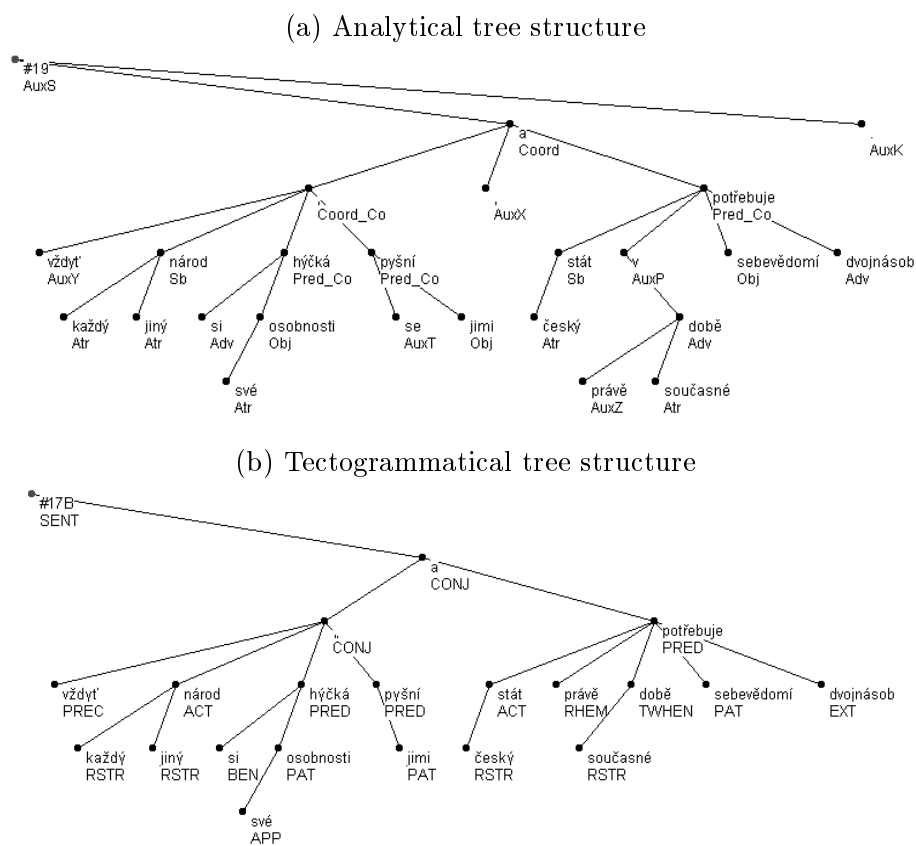 (a) Analytical tree structure
#19
AuxS
a
Coord
.
AuxK
,
Coord_Co
,
AuxX
potřebuje
Pred_Co
vždyť
AuxY
národ
Sb
hýčká
Pred_Co
pyšní
Pred_Co
stát
Sb
v
AuxP
sebevědomí
Obj
dvojnásob
Adv
každý
Atr
jiný
Atr
si
Adv
osobnosti
Obj
se
AuxT
jimi
Obj
český
Atr
době
Adv
své
Atr
právě
AuxZ
současné
Atr
(b) Tectogrammatical tree structure
#17B
SENT
a
CONJ
,
CONJ
potřebuje
PRED
vždyť
PREC
národ
ACT
hýčká
PRED
pyšní
PRED
stát
ACT
právě
RHEM
době
TWHEN
sebevědomí
PAT
dvojnásob
EXT
každý
RSTR
jiný
RSTR
si
BEN
osobnosti
PAT
jimi
PAT
český
RSTR
současné
RSTR
své
APP